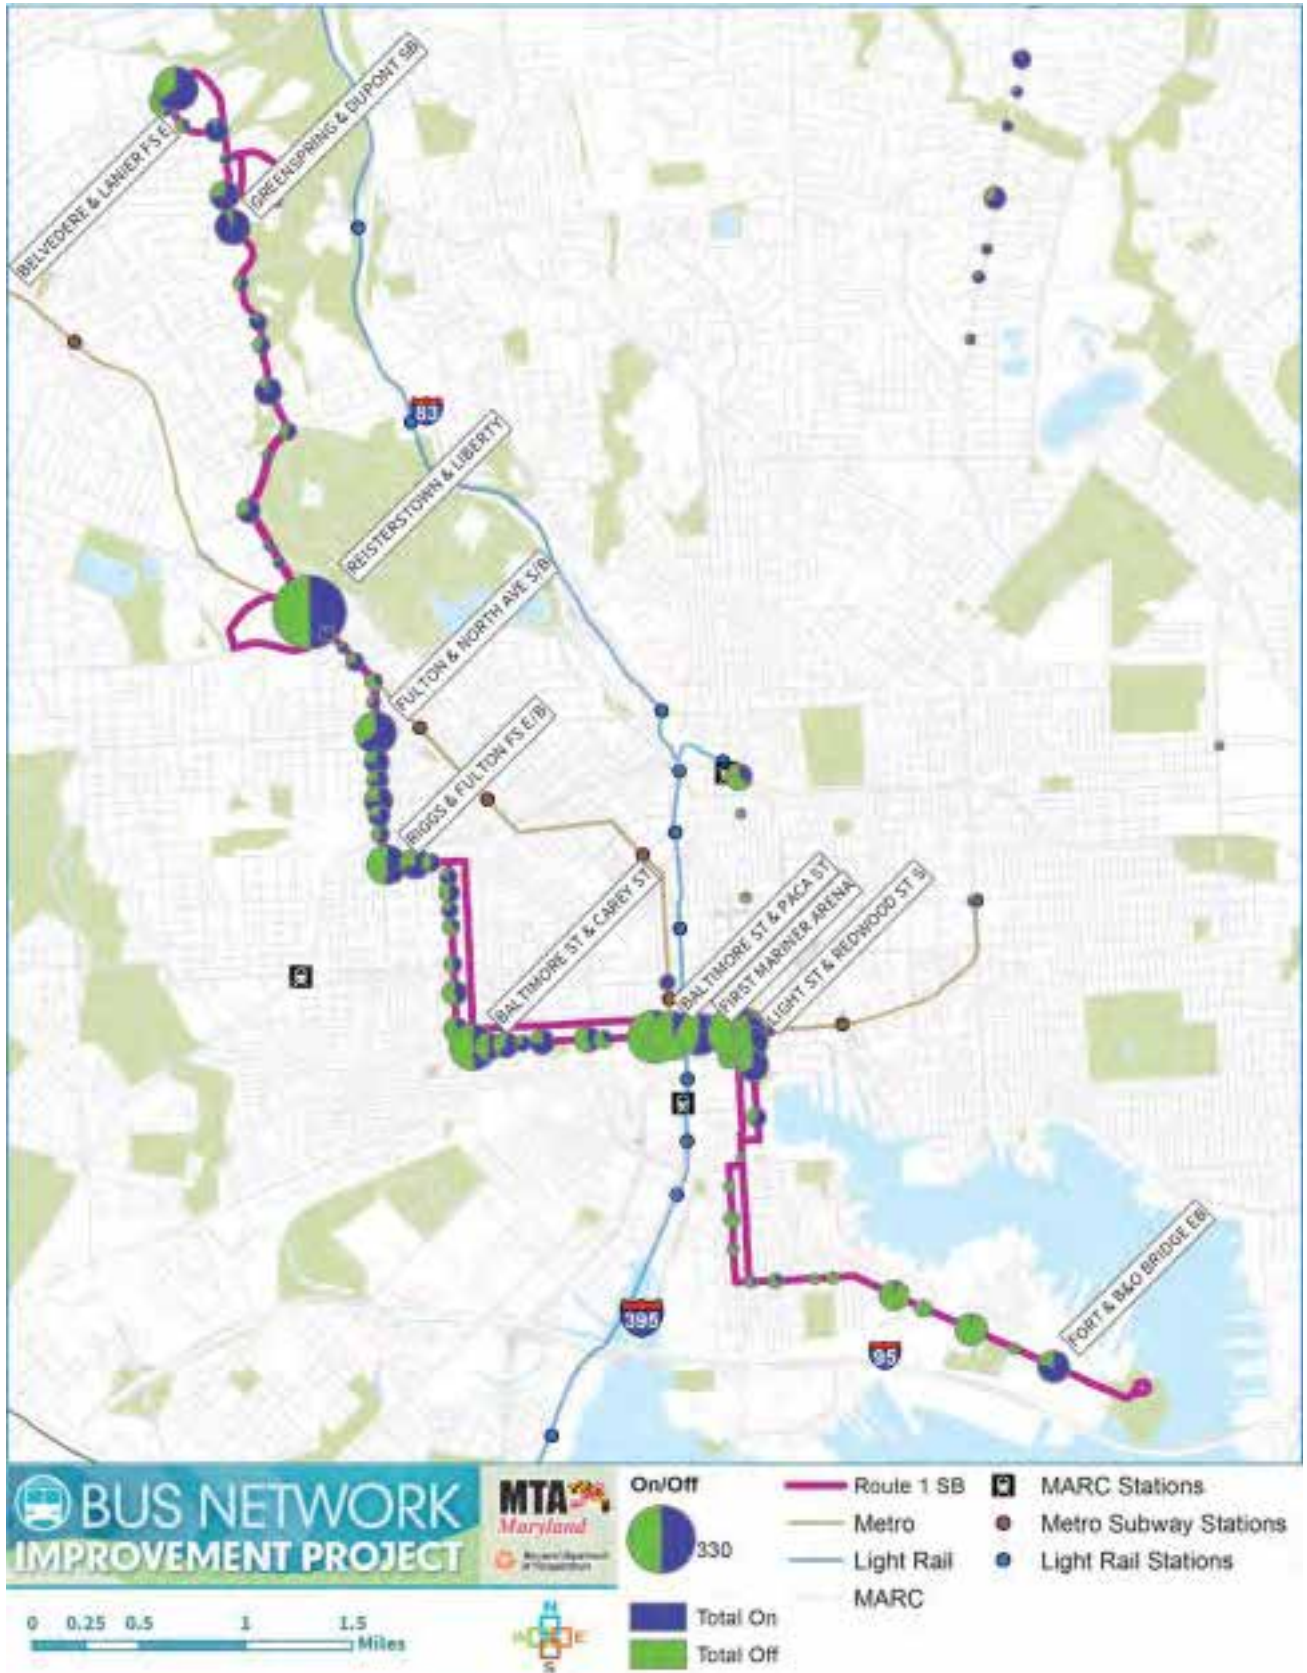 GREENSPRING & DUPONT SB
BELVEDERE & LANIER FS E
83
REISTERSTOWN & LIBERTY
FULTON & NORTH AVE S/B
RIGGS & FULTON FS E/B
BALTIMORE ST & CAREY ST
BALTIMORE ST & PACA ST
FIRST MARINER ARENA
LIGHT ST & REDWOOD ST S
FORT & B&O BRIDGE EB
395
95
BUS NETWORK
IMPROVEMENT PROJECT
MTA
Maryland
On/Off
330
Total On
Total Off
Route 1 SB
Metro
Light Rail
MARC
MARC Stations
Metro Subway Stations
Light Rail Stations
0 0.25 0.5 1 1.5
Miles
N
E
S